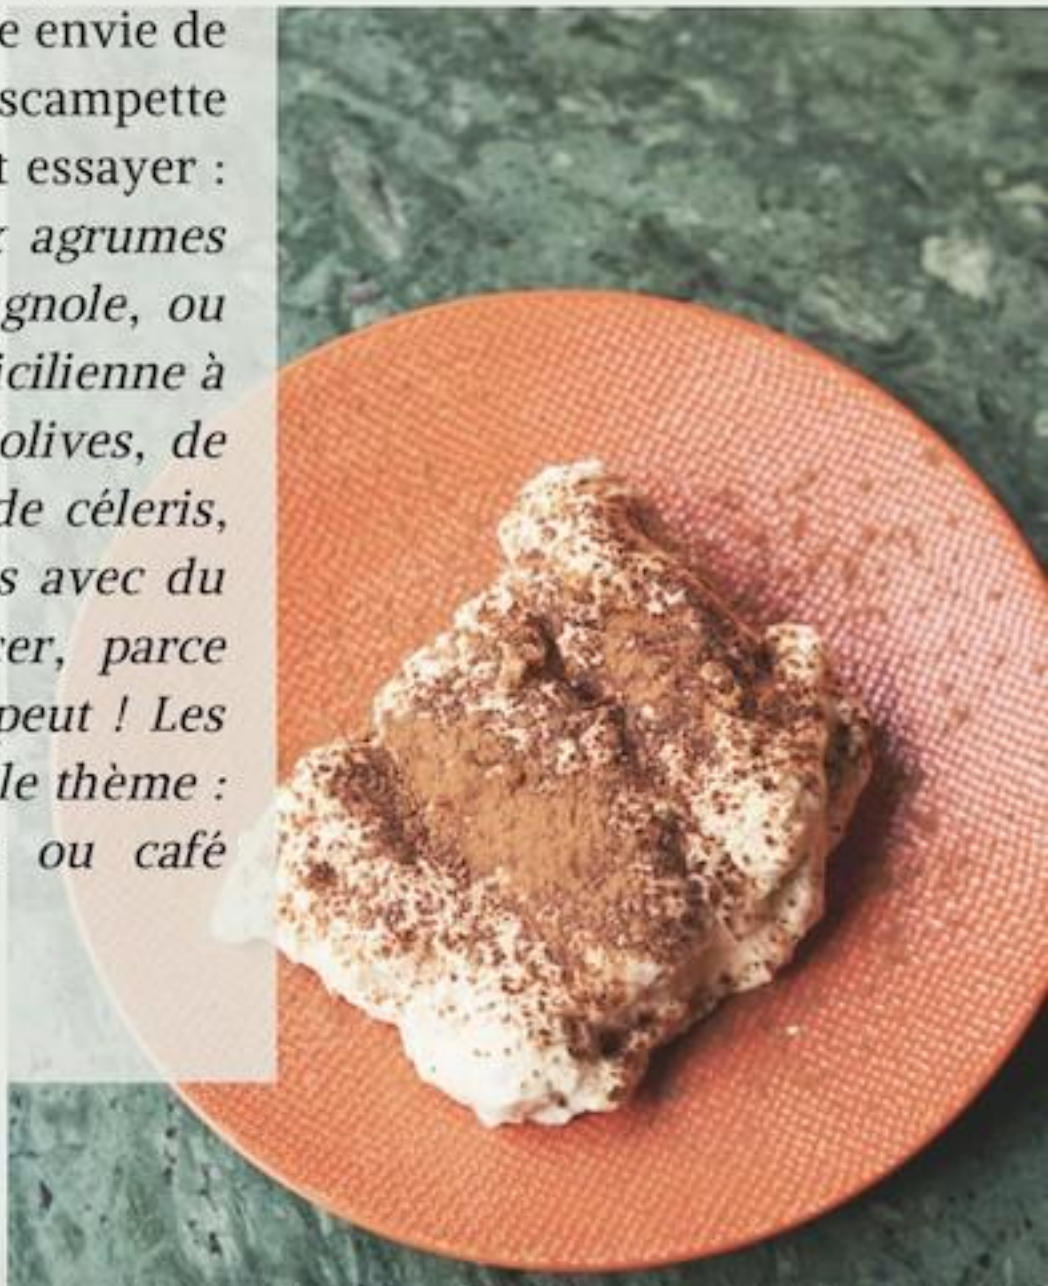 e envie de
scampette
t essayer :
agrumes
gnole, ou
icilienne à
olives, de
de céleris,
s avec du
er, parce
peut ! Les
le thème :
ou café